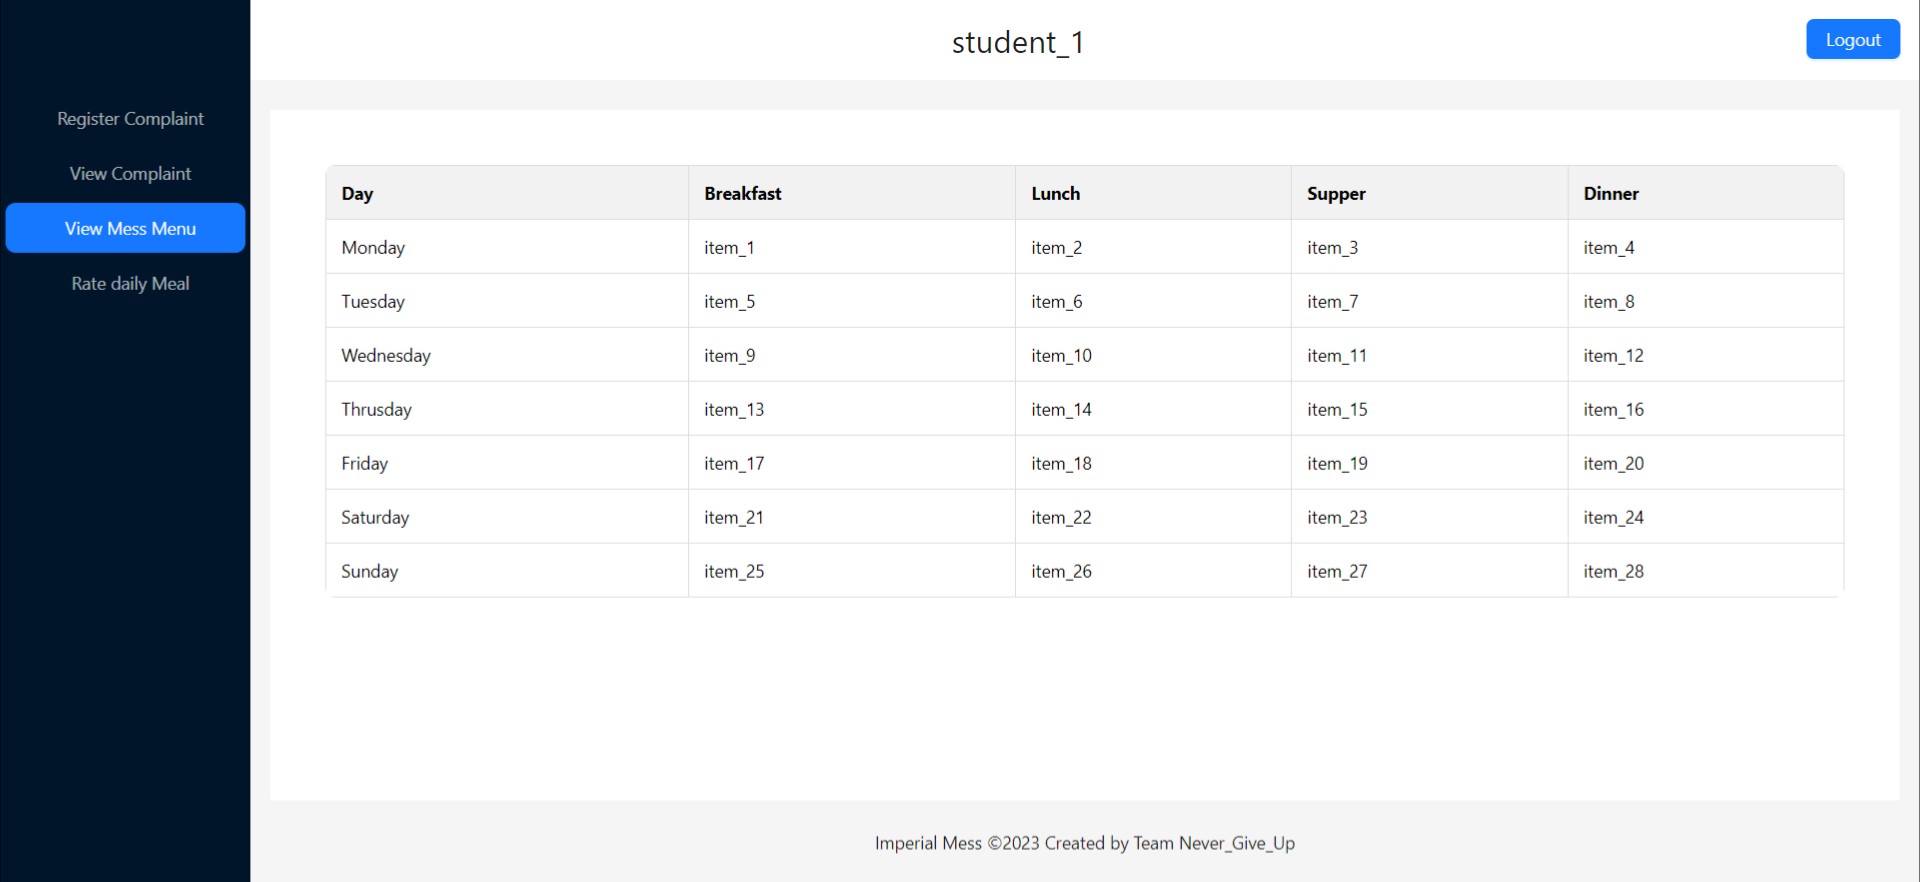 student_1
Logout
Register Complaint
View Complaint
View Mess Menu
Rate daily Meal
Day Breakfast Lunch Supper Dinner
Monday item_1 item_2 item_3 item_4
Tuesday item_5 item_6 item_7 item_8
Wednesday item_9 item_10 item_11 item_12
Thrusday item_13 item_14 item_15 item_16
Friday item_17 item_18 item_19 item_20
Saturday item_21 item_22 item_23 item_24
Sunday item_25 item_26 item_27 item_28
Imperial Mess ©2023 Created by Team Never_Give_Up